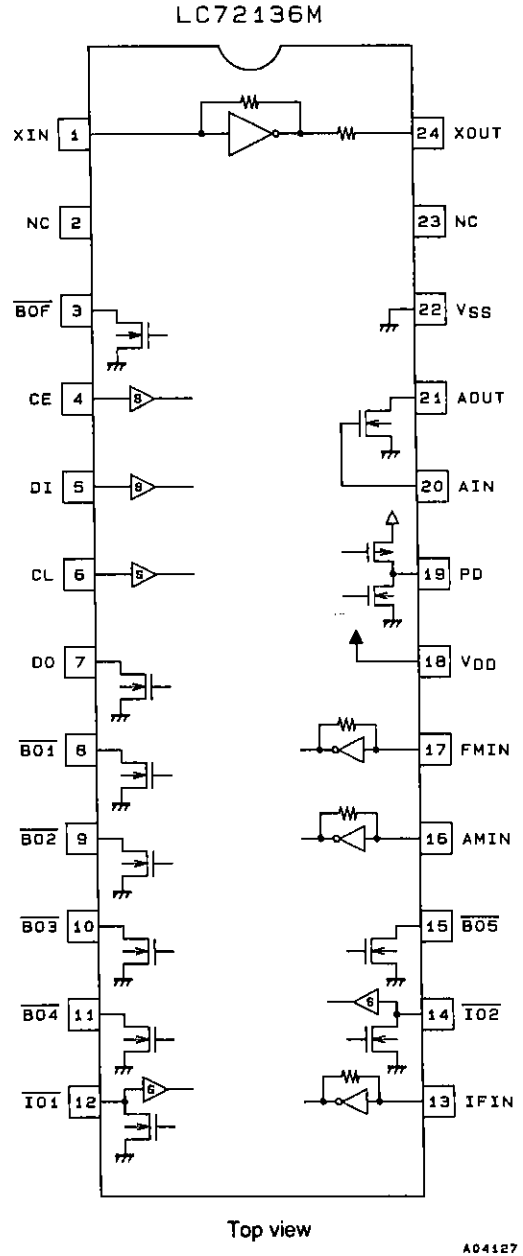 LC72136M
XIN 1 24 XOUT
NC 2 23 NC
BOF 3 22 VSS
CE 4 21 AOUT
DI 5 20 AIN
CL 6 19 PD
DO 7 18 VDD
BO1 8 17 FMIN
BO2 9 16 AMIN
BO3 10 15 BO5
BO4 11 14 IO2
IO1 12 13 IFIN
Top view
A04127